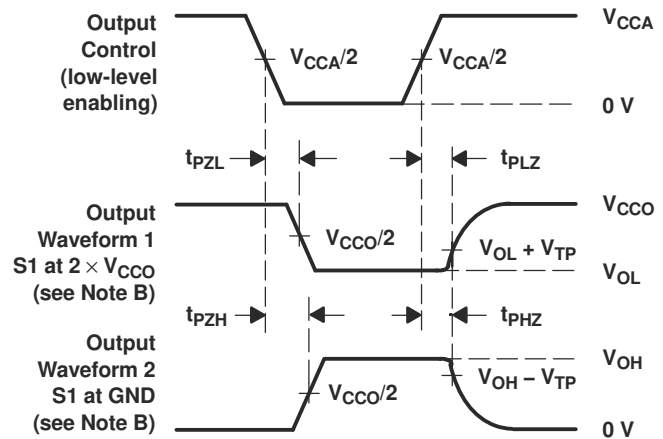 Output
Control
(low-level
enabling)
VCCA/2
VCCA/2
VCCA
0 V
tPZL
tPLZ
Output
Waveform 1
S1 at 2 × VCCO
(see Note B)
VCCO/2
VOL + VTP
VCCO
VOL
tPZH
tPHZ
Output
Waveform 2
S1 at GND
(see Note B)
VCCO/2
VOH − VTP
VOH
0 V